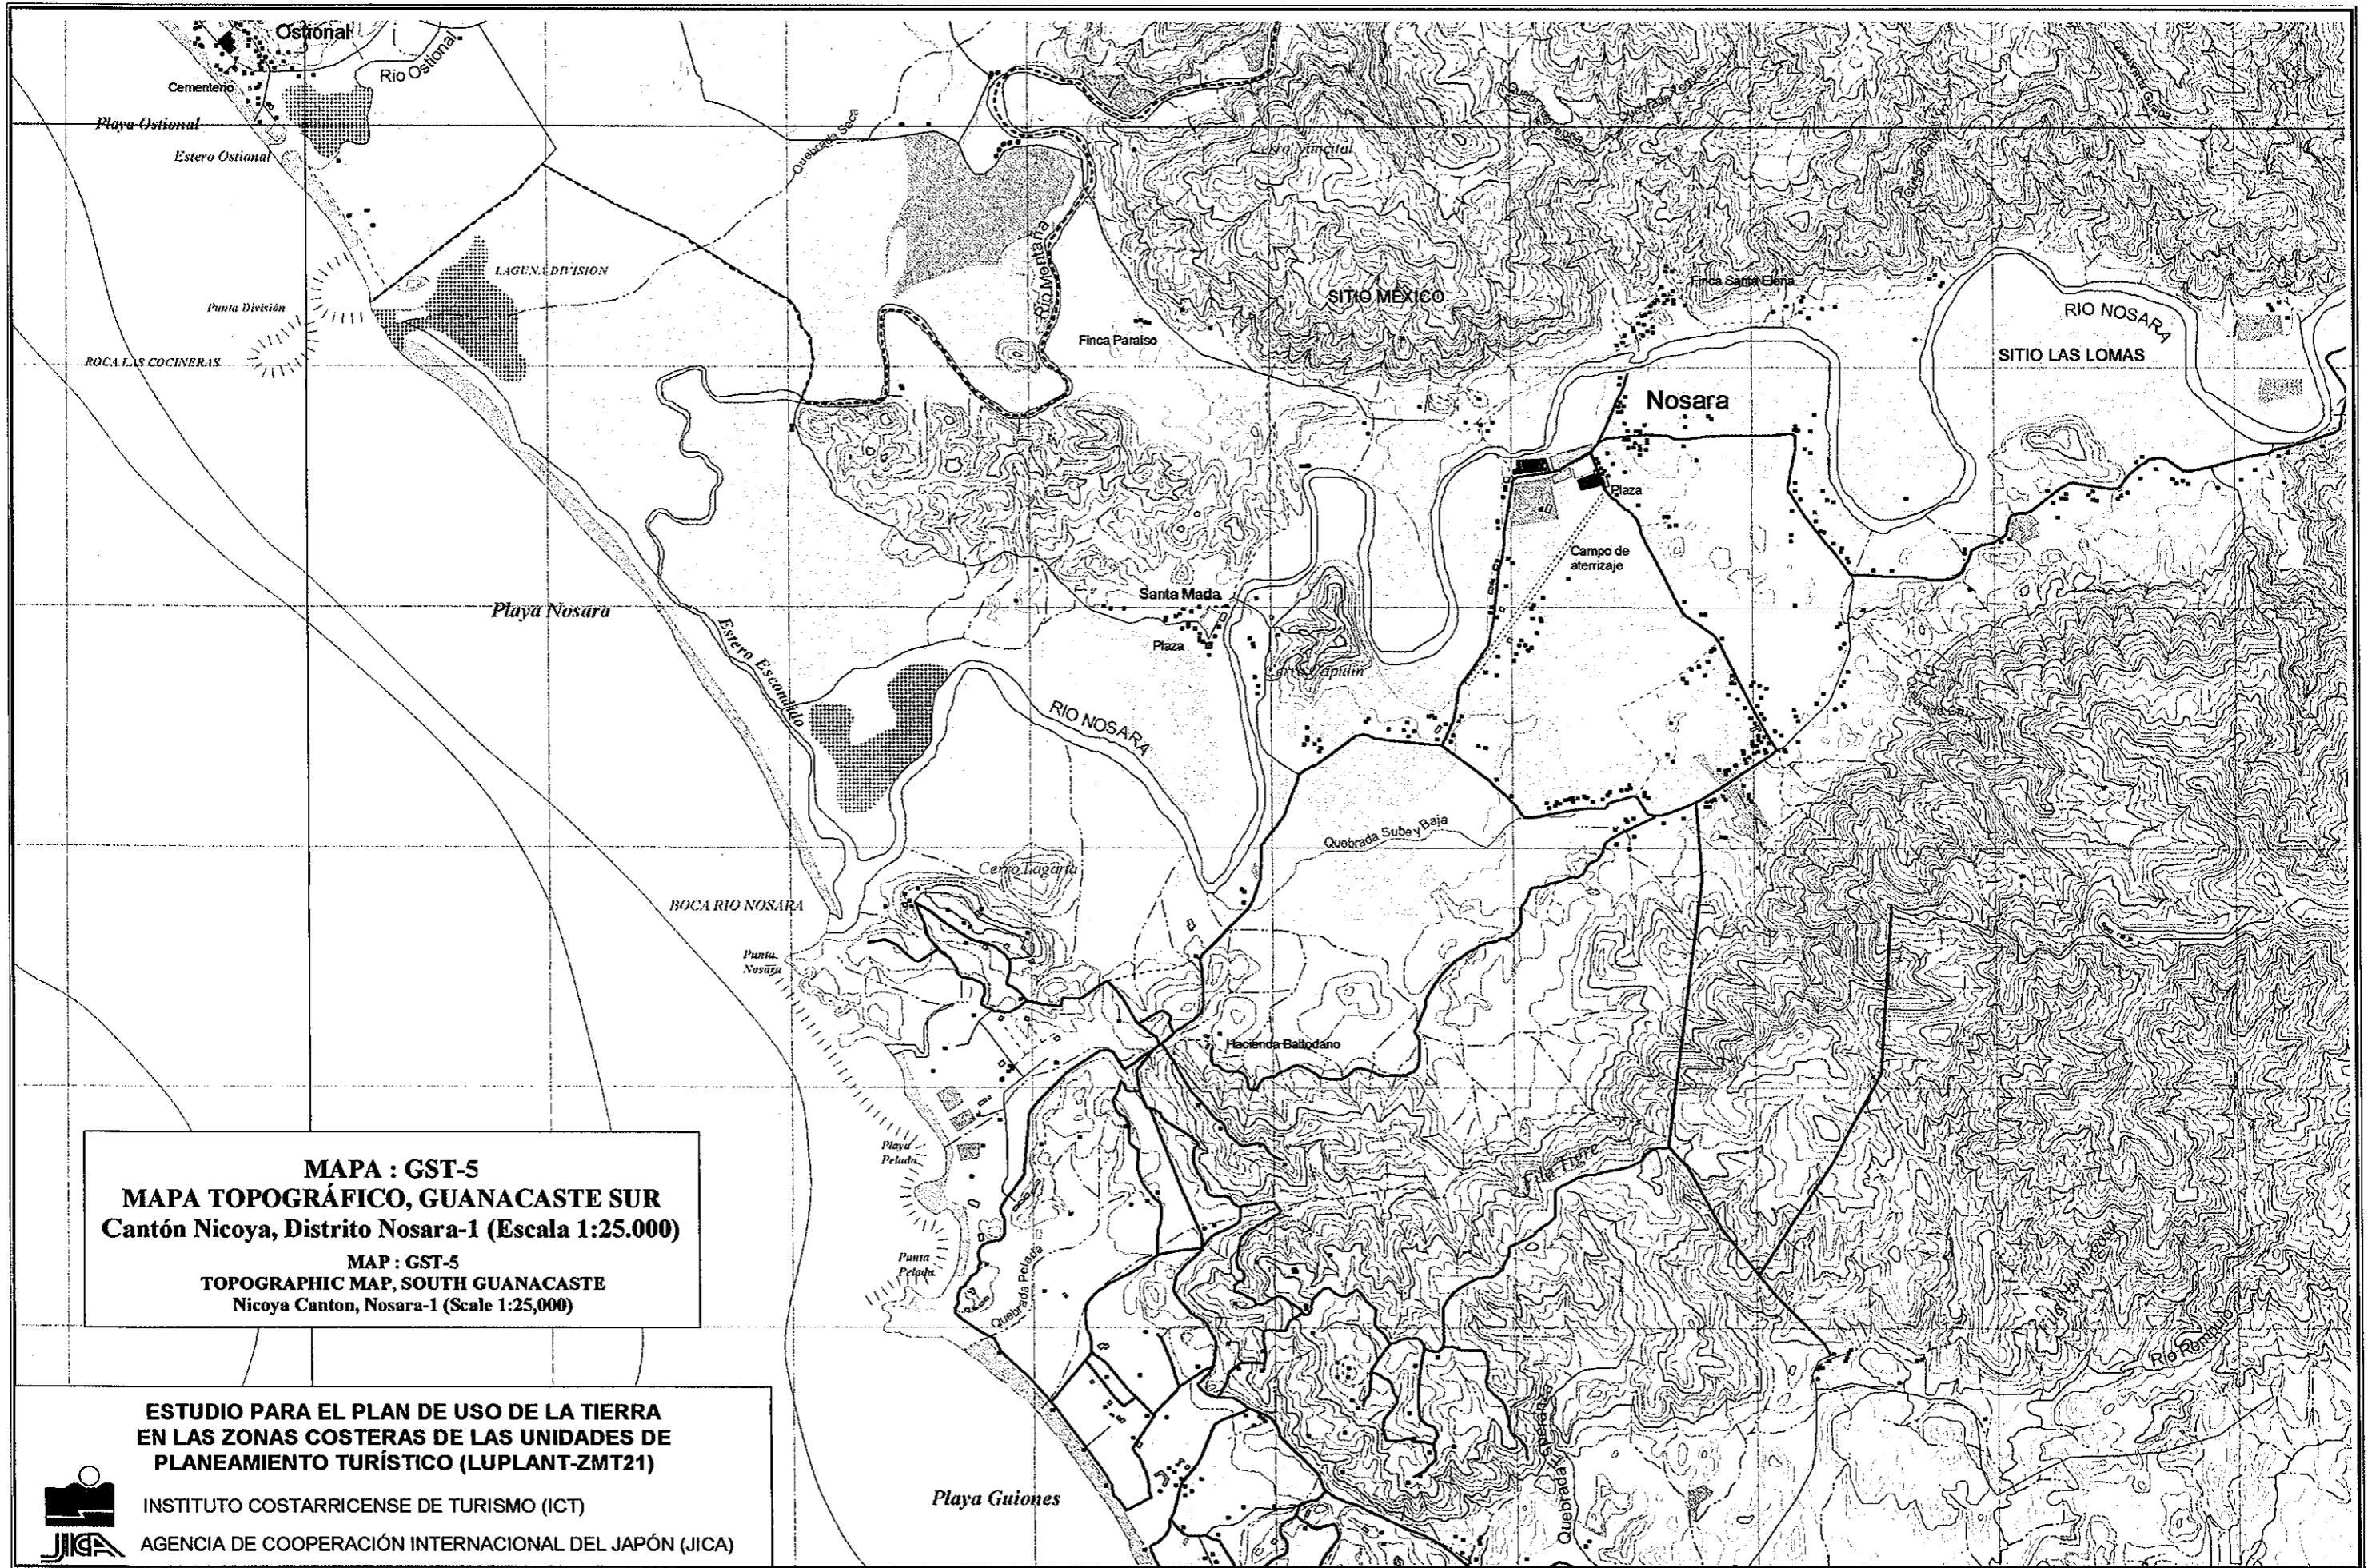 Ostional
Río Ostional
Cementerio
Playa Ostional
Estero Ostional
Quebrada Seca
Cerro Nancital
Río Montaña
LAGUNA DIVISION
Punta División
ROCA LAS COCINERAS
SITIO MÉXICO
Finca Santa Elena
Finca Paraíso
RIO NOSARA
SITIO LAS LOMAS
Nosara
Plaza
Campo de
aterrizaje
Playa Nosara
Santa Mada
Plaza
Estero Escondido
RIO NOSARA
Quebrada Sube y Baja
Cerro Lagarta
BOCA RIO NOSARA
Punta
Nosara
Hacienda Baltodano
Playa
Pelada
Fila Tigre
Punta
Pelada
Quebrada Pelada
Río Rempujo
Quebrada Esperanza
Playa Guiones
MAPA : GST-5
MAPA TOPOGRÁFICO, GUANACASTE SUR
Cantón Nicoya, Distrito Nosara-1 (Escala 1:25.000)
MAP : GST-5
TOPOGRAPHIC MAP, SOUTH GUANACASTE
Nicoya Canton, Nosara-1 (Scale 1:25,000)
ESTUDIO PARA EL PLAN DE USO DE LA TIERRA
EN LAS ZONAS COSTERAS DE LAS UNIDADES DE
PLANEAMIENTO TURÍSTICO (LUPLANT-ZMT21)
INSTITUTO COSTARRICENSE DE TURISMO (ICT)
JICA
AGENCIA DE COOPERACIÓN INTERNACIONAL DEL JAPÓN (JICA)